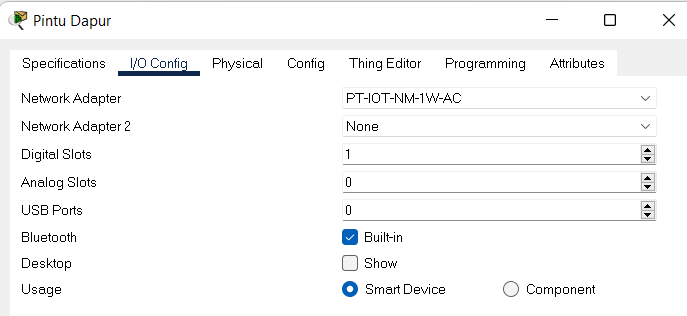 Pintu Dapur
Specifications I/O Config Physical Config Thing Editor Programming Attributes
Network Adapter PT-IOT-NM-1W-AC
Network Adapter 2 None
Digital Slots 1
Analog Slots 0
USB Ports 0
Bluetooth Built-in
Desktop Show
Usage Smart Device Component